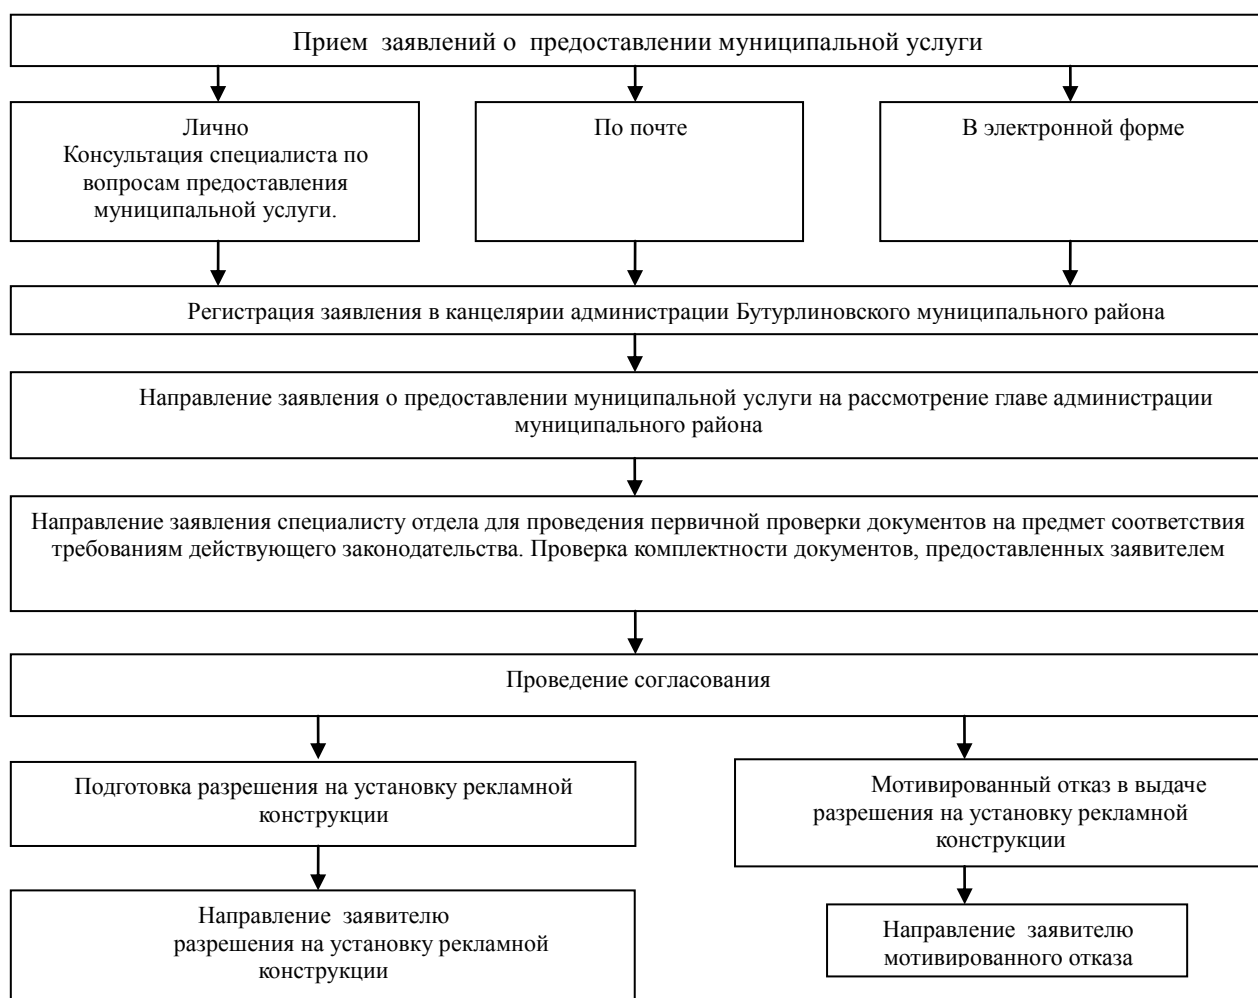 Прием заявлений о предоставлении муниципальной услуги
Лично
Консультация специалиста по
вопросам предоставления
муниципальной услуги.
По почте
В электронной форме
Регистрация заявления в канцелярии администрации Бутурлиновского муниципального района
Направление заявления о предоставлении муниципальной услуги на рассмотрение главе администрации
муниципального района
Направление заявления специалисту отдела для проведения первичной проверки документов на предмет соответствия
требованиям действующего законодательства. Проверка комплектности документов, предоставленных заявителем
Проведение согласования
Подготовка разрешения на установку рекламной
конструкции
Мотивированный отказ в выдаче
разрешения на установку рекламной
конструкции
Направление заявителю
разрешения на установку рекламной
конструкции
Направление заявителю
мотивированного отказа